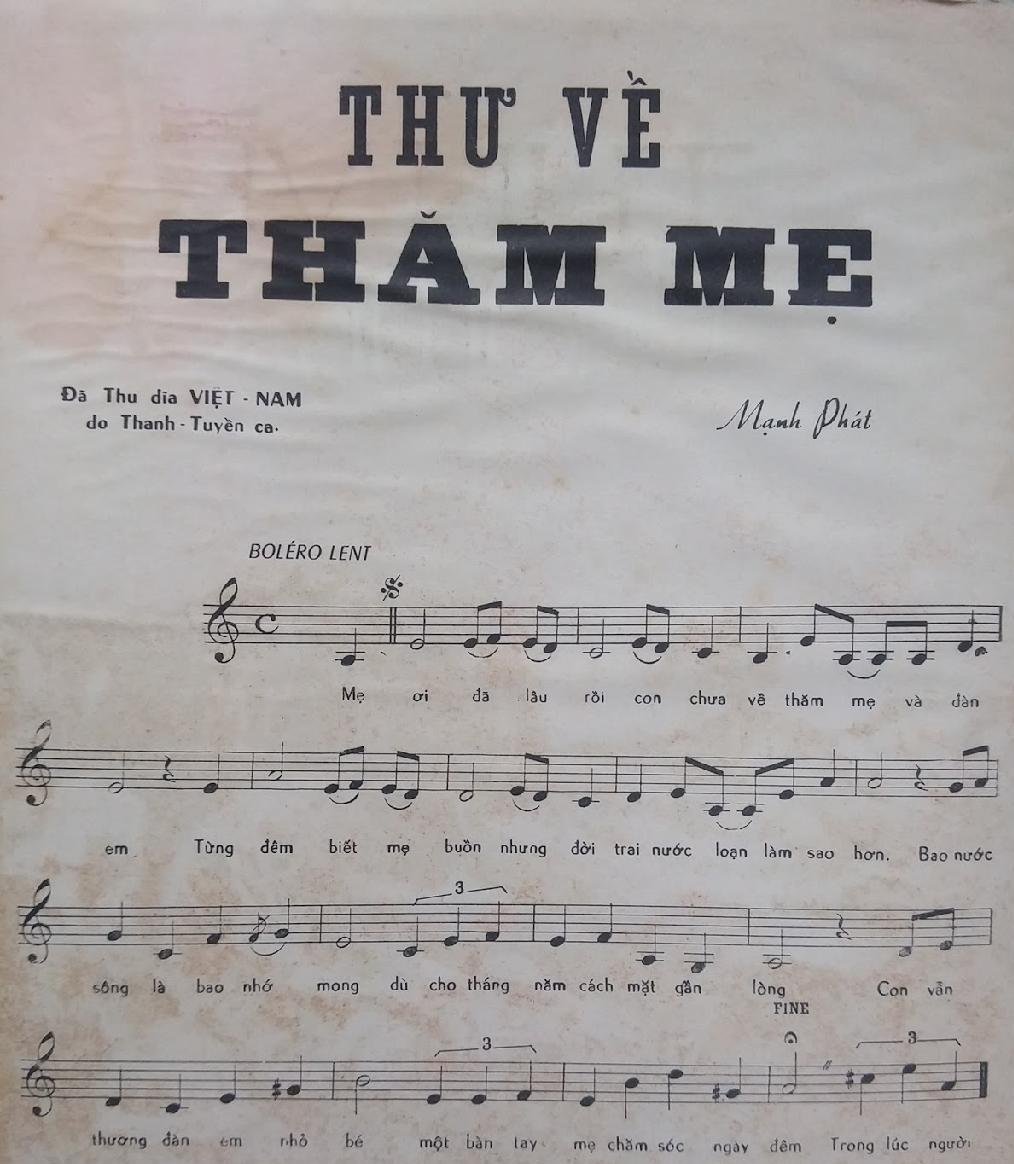 THƯ VỀ
THĂM MẸ
Đã Thu dĩa VIỆT - NAM
do Thanh - Tuyền ca.
Mạnh Phát
BOLÉRO LENT
Mẹ ơi đã lâu rồi con chưa về thăm mẹ và đàn
em Từng đêm biết mẹ buồn nhưng đời trai nước loạn làm sao hơn. Bao nước
3
sông là bao nhớ mong dù cho tháng năm cách mặt gần lòng Con vẫn
FINE
3 3
thương đàn em nhỏ bé một bàn tay mẹ chăm sóc ngày đêm Trong lúc người